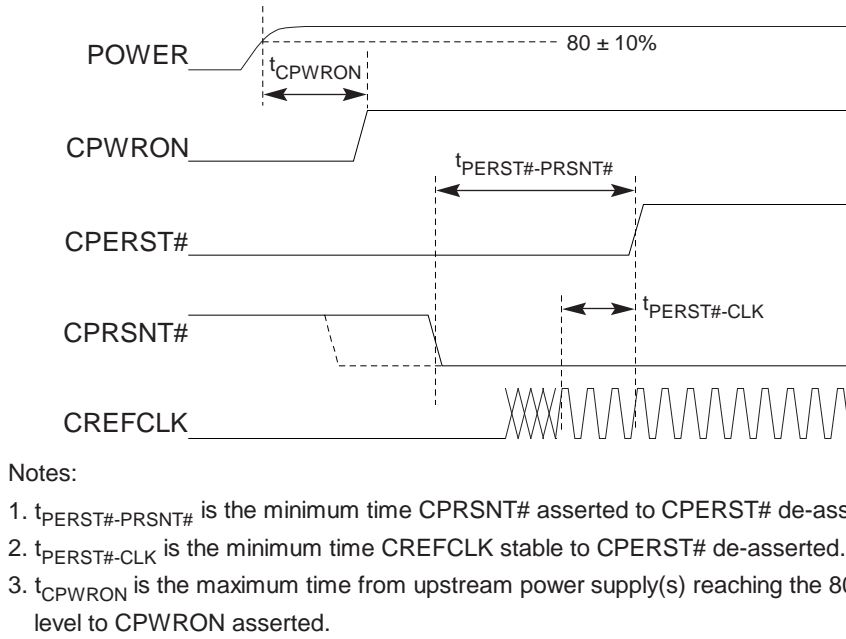 POWER
80 ± 10%
tCPWRON
CPWRON
tPERST#-PRSNT#
CPERST#
tPERST#-CLK
CPRSNT#
CREFCLK
Notes:
1. tPERST#-PRSNT# is the minimum time CPRSNT# asserted to CPERST# de-ass
2. tPERST#-CLK is the minimum time CREFCLK stable to CPERST# de-asserted.
3. tCPWRON is the maximum time from upstream power supply(s) reaching the 80
level to CPWRON asserted.